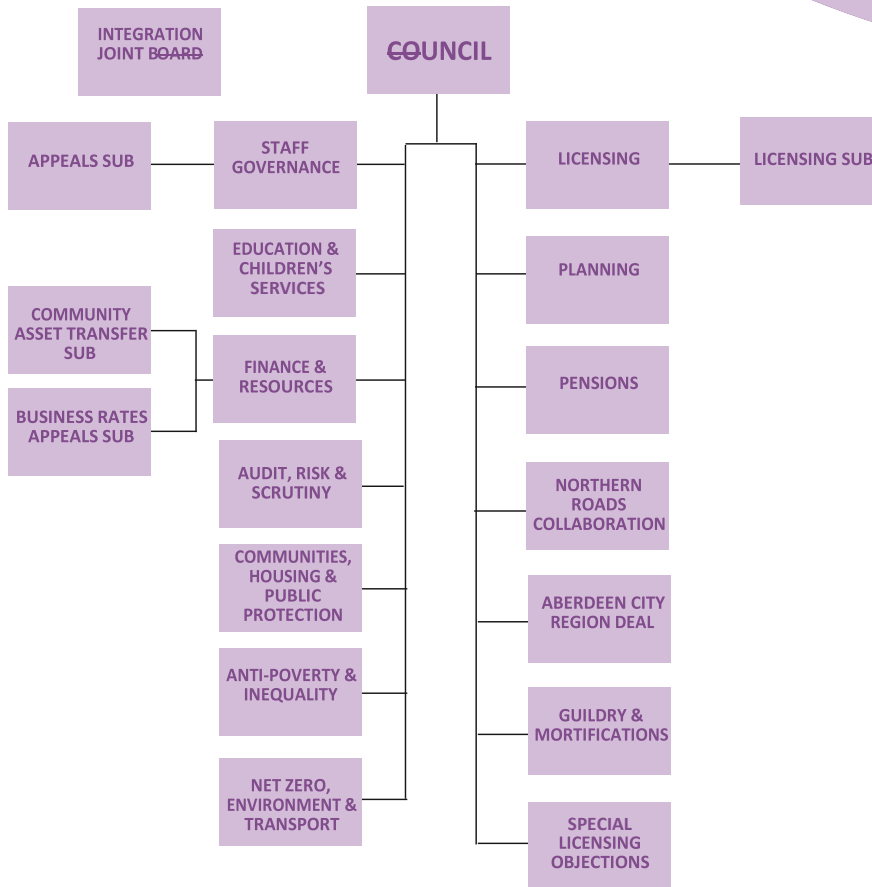 INTEGRATION
JOINT BOARD
COUNCIL
APPEALS SUB
STAFF
GOVERNANCE
LICENSING
LICENSING SUB
EDUCATION &
CHILDREN’S
SERVICES
PLANNING
COMMUNITY
ASSET TRANSFER
SUB
FINANCE &
RESOURCES
PENSIONS
BUSINESS RATES
APPEALS SUB
AUDIT, RISK &
SCRUTINY
NORTHERN
ROADS
COLLABORATION
COMMUNITIES,
HOUSING &
PUBLIC
PROTECTION
ABERDEEN CITY
REGION DEAL
ANTI-POVERTY &
INEQUALITY
GUILDRY &
MORTIFICATIONS
NET ZERO,
ENVIRONMENT &
TRANSPORT
SPECIAL
LICENSING
OBJECTIONS